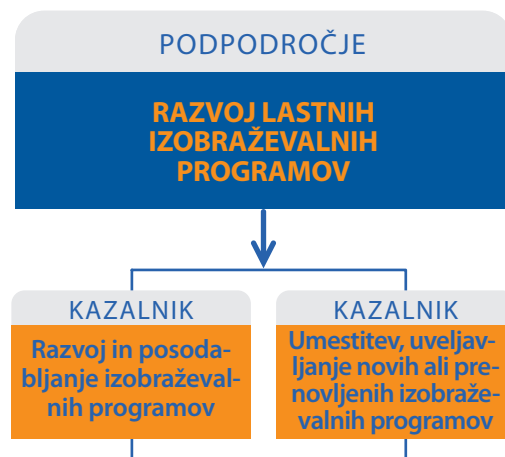 PODPODROČJE
RAZVOJ LASTNIH
IZOBRAŽEVALNIH
PROGRAMOV
KAZALNIK
Razvoj in posoda-
bljanje izobraževal-
nih programov
KAZALNIK
Umestitev, uveljav-
ljanje novih ali pre-
novljenih izobraže-
valnih programov